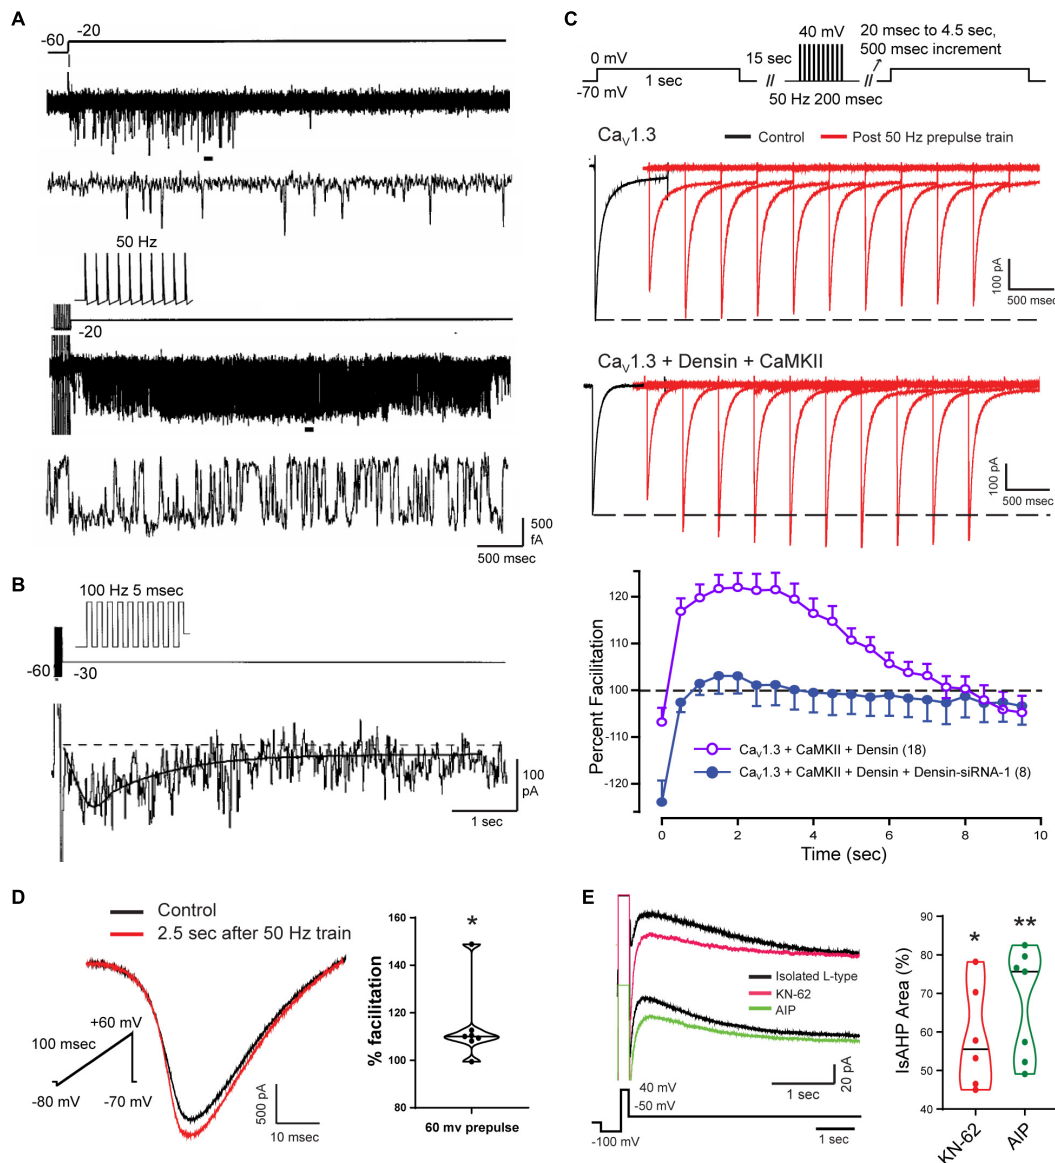 A
-60
-20
50 Hz
-20
500
fA
500 msec
B
100 Hz 5 msec
-60
-30
100
pA
1 sec
C
40 mV
20 msec to 4.5 sec,
500 msec increment
0 mV
15 sec
1 sec
-70 mV
50 Hz 200 msec
CaV1.3
Control
Post 50 Hz prepulse train
100 pA
500 msec
CaV1.3 + Densin + CaMKII
100 pA
500 msec
Percent Facilitation
120
110
100
-110
-120
CaV1.3 + CaMKII + Densin (18)
CaV1.3 + CaMKII + Densin + Densin-siRNA-1 (8)
0 2 4 6 8 10
Time (sec)
D
Control
2.5 sec after 50 Hz train
+60 mV
100 msec
-80 mV
-70 mV
500 pA
10 msec
% facilitation
160
140
120
100
80
*
60 mv prepulse
E
Isolated L-type
KN-62
AIP
20 pA
1 sec
40 mV
-50 mV
-100 mV
1 sec
IsAHP Area (%)
90
80
70
60
50
40
*
**
KN-62
AIP